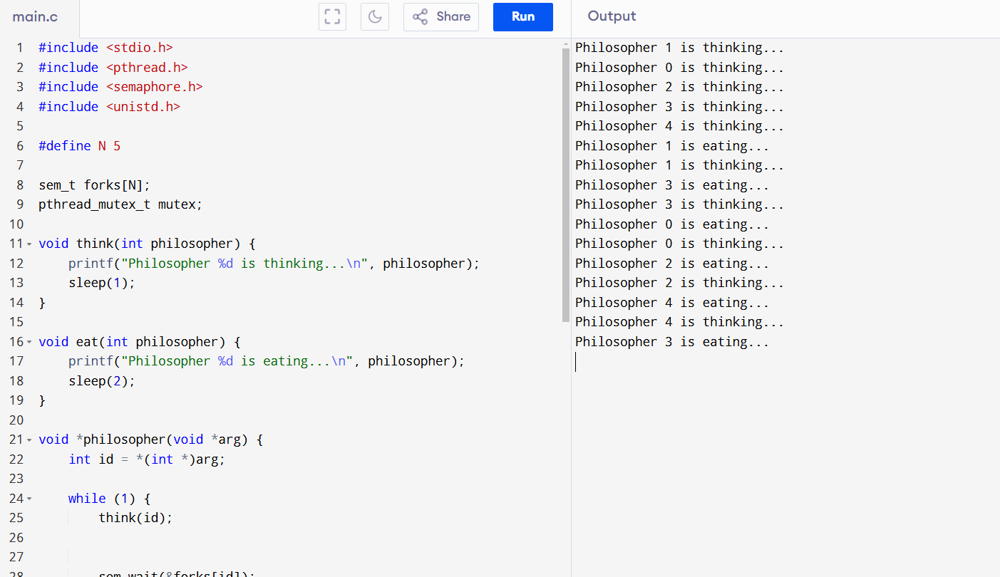 main.c
Share
Run
Output
1 #include <stdio.h>
2 #include <pthread.h>
3 #include <semaphore.h>
4 #include <unistd.h>
5
6 #define N 5
7
8 sem_t forks[N];
9 pthread_mutex_t mutex;
10
11 void think(int philosopher) {
12     printf("Philosopher %d is thinking...\n", philosopher);
13     sleep(1);
14 }
15
16 void eat(int philosopher) {
17     printf("Philosopher %d is eating...\n", philosopher);
18     sleep(2);
19 }
20
21 void *philosopher(void *arg) {
22     int id = *(int *)arg;
23
24     while (1) {
25         think(id);
26
27
28         sem_wait(&forks[id]);
Philosopher 1 is thinking...
Philosopher 0 is thinking...
Philosopher 2 is thinking...
Philosopher 3 is thinking...
Philosopher 4 is thinking...
Philosopher 1 is eating...
Philosopher 1 is thinking...
Philosopher 3 is eating...
Philosopher 3 is thinking...
Philosopher 0 is eating...
Philosopher 0 is thinking...
Philosopher 2 is eating...
Philosopher 2 is thinking...
Philosopher 4 is eating...
Philosopher 4 is thinking...
Philosopher 3 is eating...